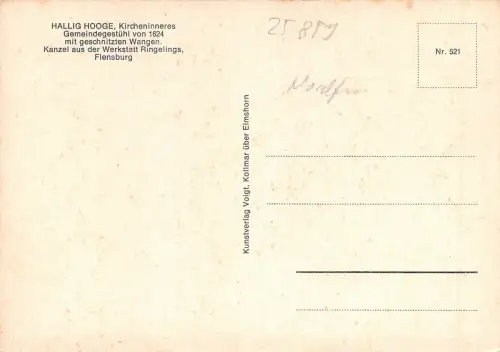 HALLIG HOOGE, Kircheninneres
Gemeindegestühl von 1624
mit geschnitzten Wangen.
Kanzel aus der Werkstatt Ringelings,
Flensburg
25 859
Nr. 521
Kunstverlag Voigt, Kollmar über Elmshorn